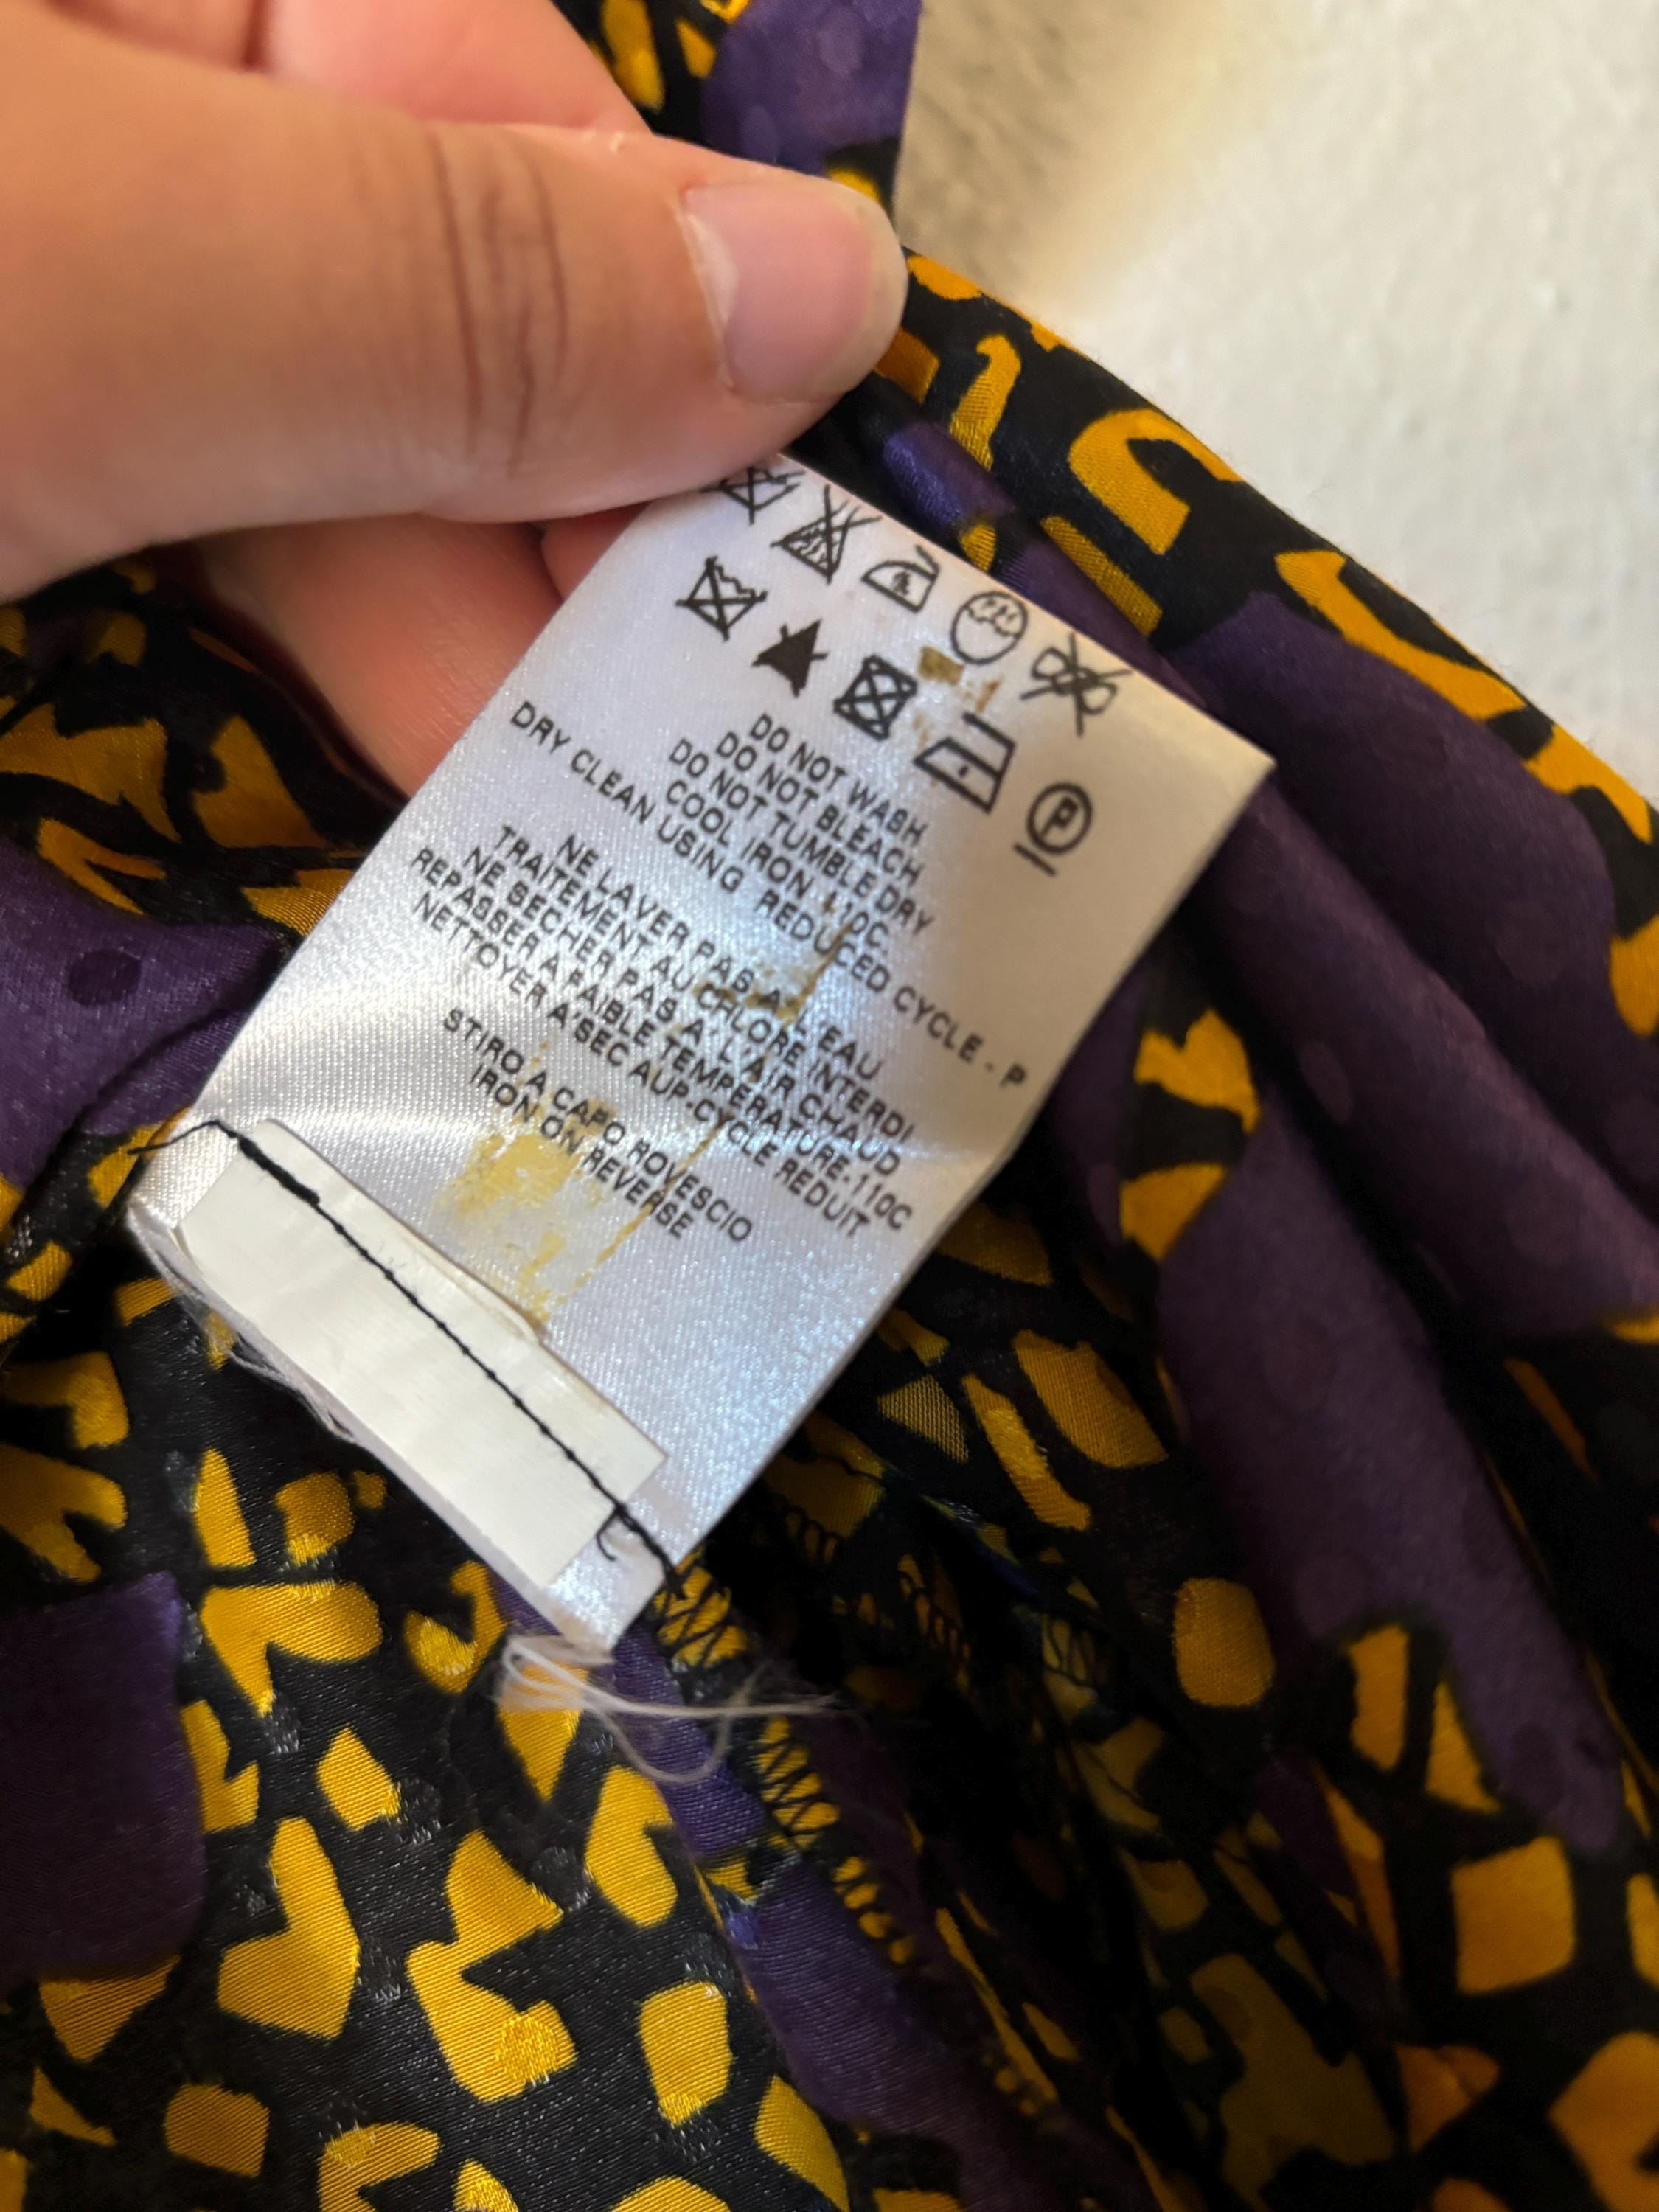 P
DO NOT WASH
DO NOT BLEACH
DO NOT TUMBLE DRY
COOL IRON 110C.
DRY CLEAN USING REDUCED CYCLE - P
NE LAVER PAS A L'EAU
TRAITEMENT AU CHLORE INTERDI
NE SECHER PAS A L'AIR CHAUD
REPASSER A FAIBLE TEMPERATURE-110C
NETTOYER A'SEC AUP-CYCLE REDUIT
STIRO A CAPO ROVESCIO
IRON ON REVERSE